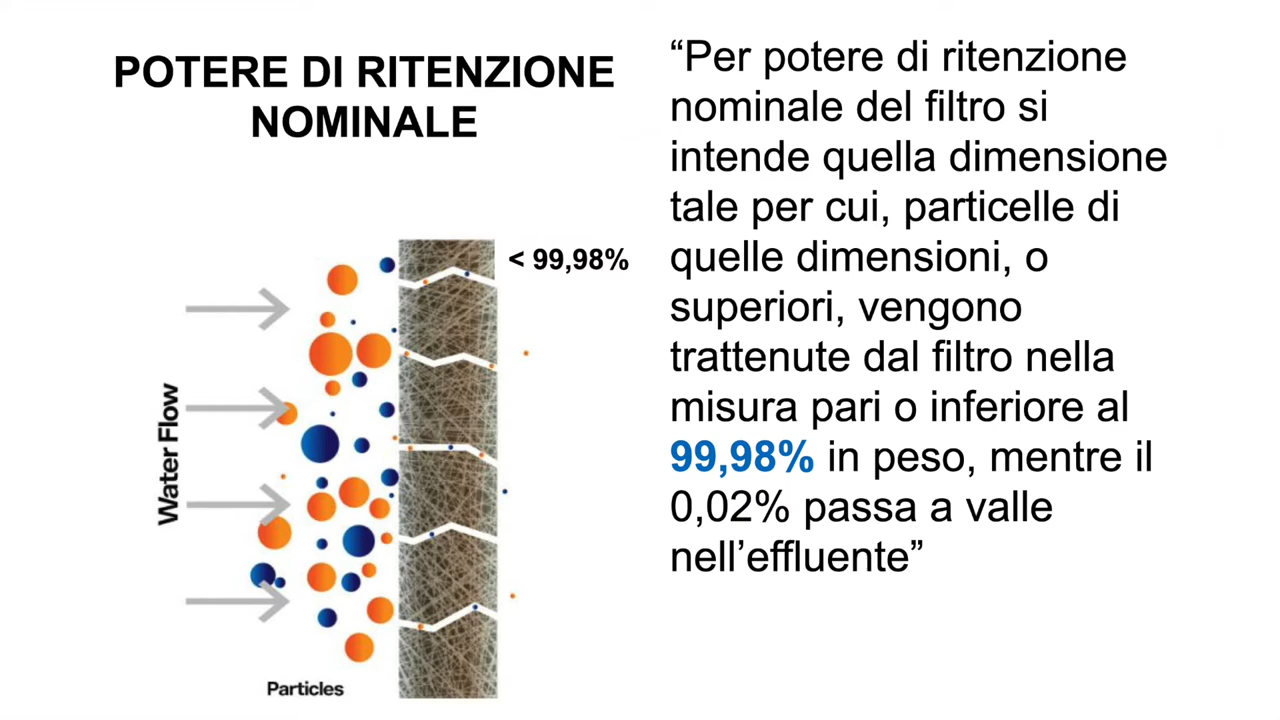 POTERE DI RITENZIONE
NOMINALE
“Per potere di ritenzione
nominale del filtro si
intende quella dimensione
tale per cui, particelle di
quelle dimensioni, o
superiori, vengono
trattenute dal filtro nella
misura pari o inferiore al
99,98% in peso, mentre il
0,02% passa a valle
nell’effluente”
< 99,98%
Water Flow
Particles